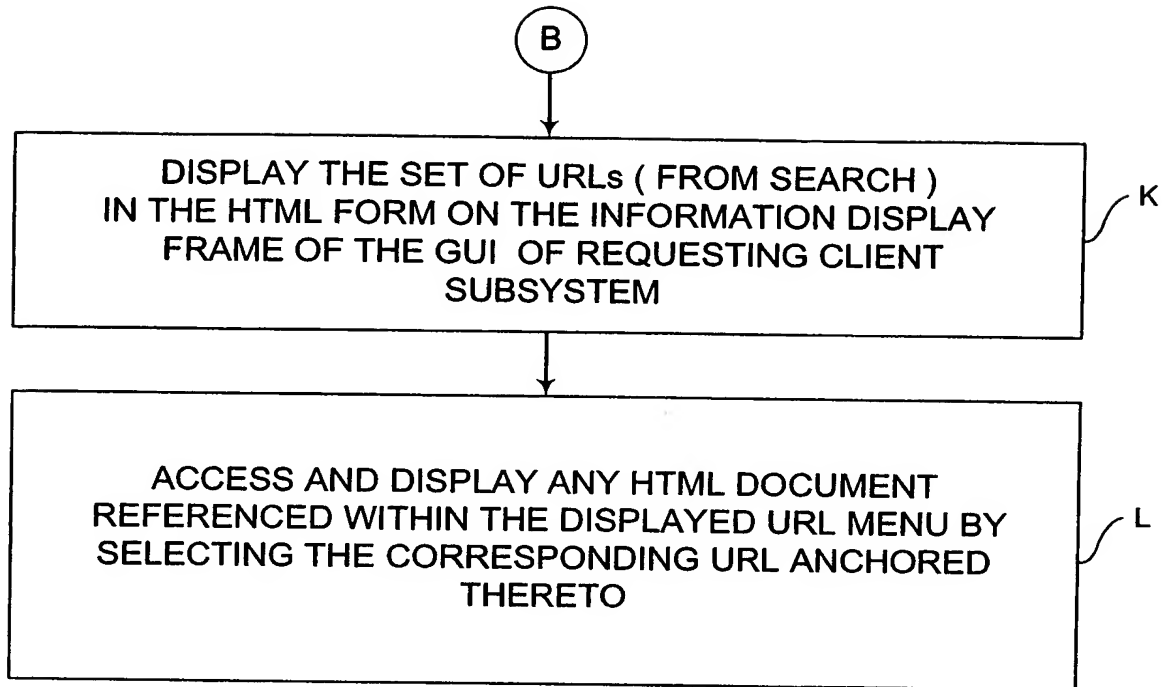 B
DISPLAY THE SET OF URLs ( FROM SEARCH )
IN THE HTML FORM ON THE INFORMATION DISPLAY
FRAME OF THE GUI OF REQUESTING CLIENT
SUBSYSTEM
K
ACCESS AND DISPLAY ANY HTML DOCUMENT
REFERENCED WITHIN THE DISPLAYED URL MENU BY
SELECTING THE CORRESPONDING URL ANCHORED
THERETO
L